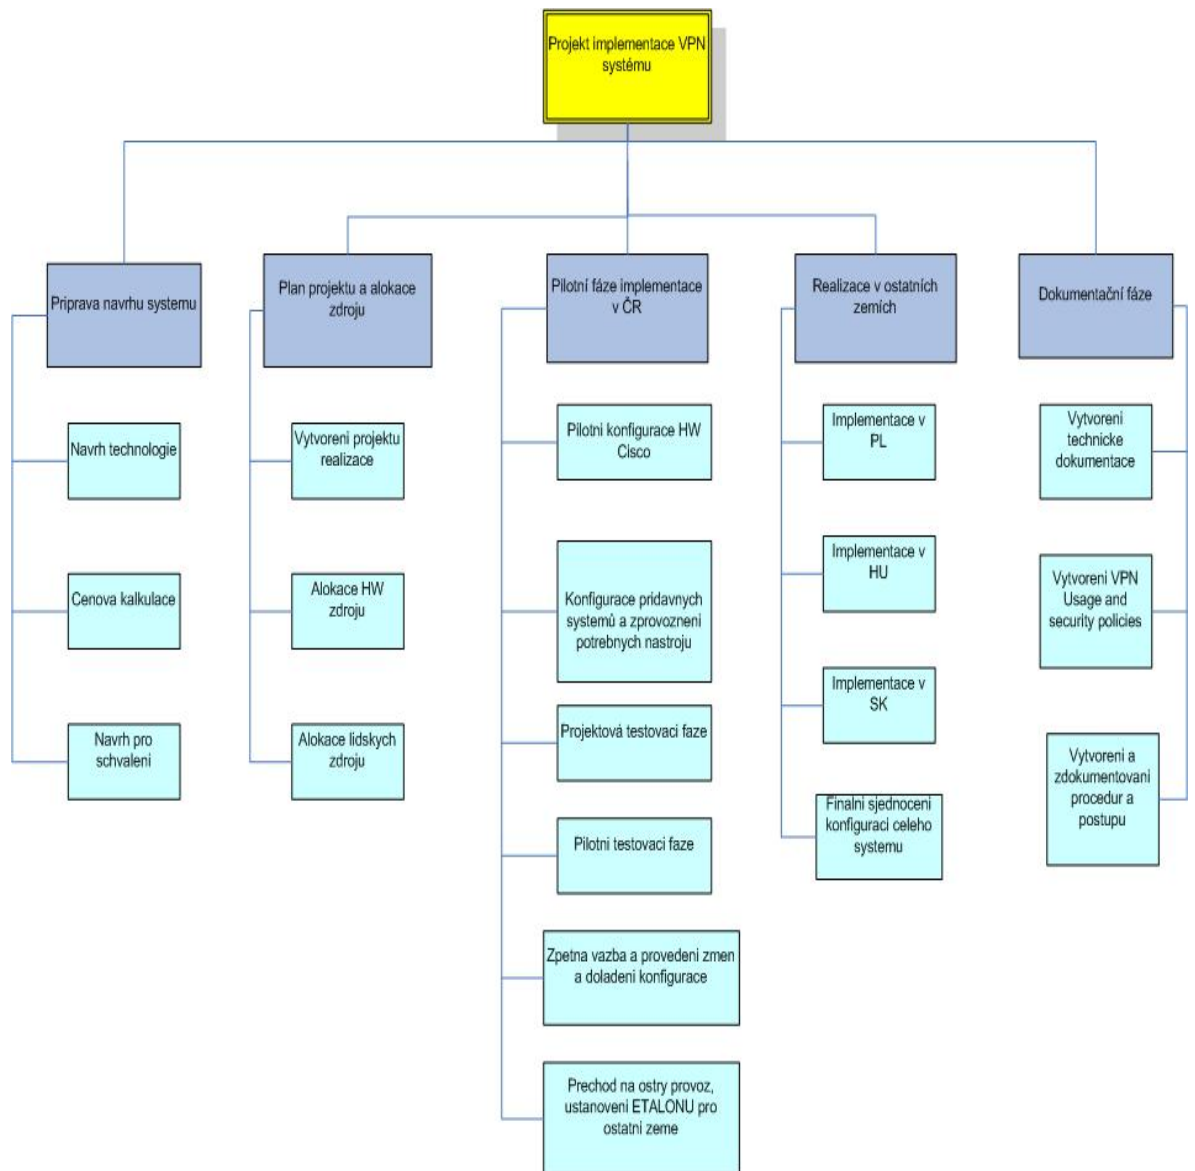 Projekt implementace VPN
systému
Priprava navrhu systemu
Navrh technologie
Cenova kalkulace
Navrh pro
schvaleni
Plan projektu a alokace
zdroju
Vytvoreni projektu
realizace
Alokace HW
zdroju
Alokace lidskych
zdroju
Pilotní fáze implementace
v ČR
Pilotni konfigurace HW
Cisco
Konfigurace pridavnych
systemů a zprovozneni
potrebnych nastroju
Projektová testovaci faze
Pilotni testovaci faze
Zpetna vazba a provedeni zmen
a doladeni konfigurace
Prechod na ostry provoz,
ustanoveni ETALONU pro
ostatni zeme
Realizace v ostatních
zemích
Implementace v
PL
Implementace v
HU
Implementace v
SK
Finalni sjednoceni
konfiguraci celeho
systemu
Dokumentační fáze
Vytvoreni
technicke
dokumentace
Vytvoreni VPN
Usage and
security policies
Vytvoreni a
zdokumentovani
procedur a
postupu